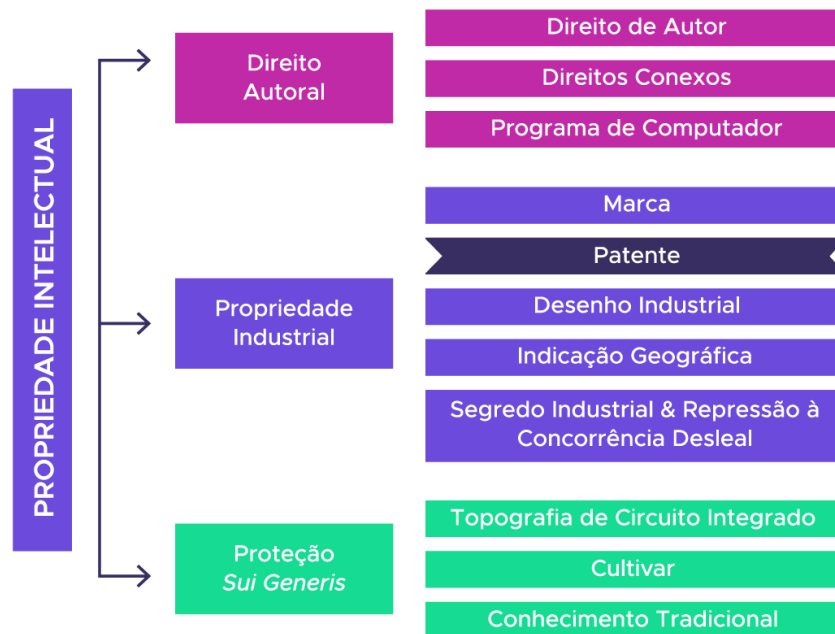 PROPRIEDADE INTELECTUAL
Direito
Autoral
Direito de Autor
Direitos Conexos
Programa de Computador
Propriedade
Industrial
Marca
Patente
Desenho Industrial
Indicação Geográfica
Segredo Industrial & Repressão à
Concorrência Desleal
Proteção
Sui Generis
Topografia de Circuito Integrado
Cultivar
Conhecimento Tradicional